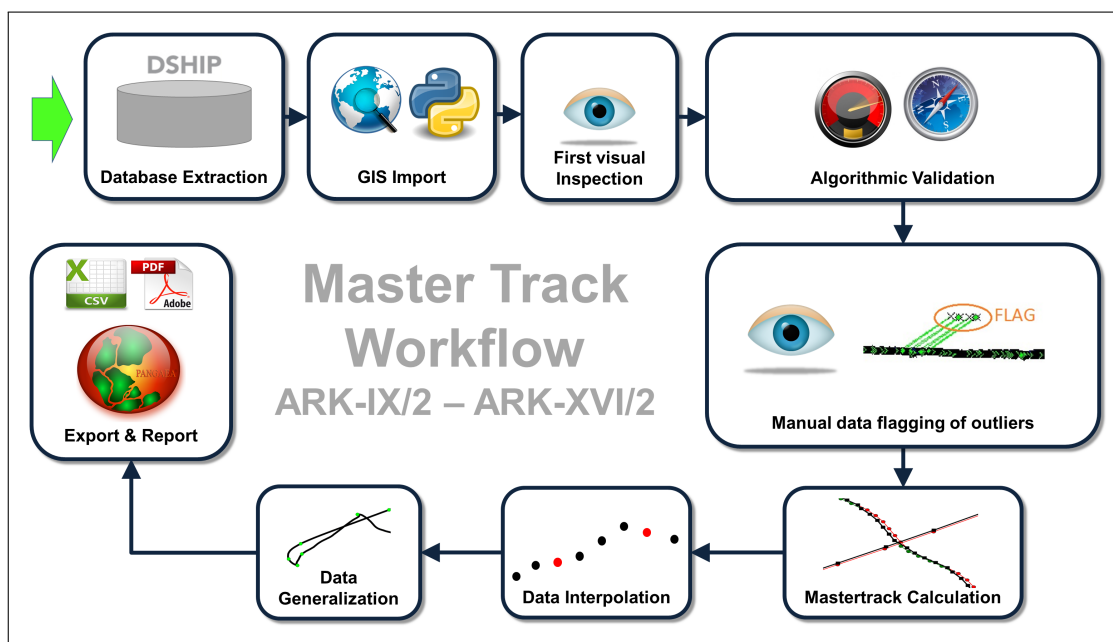 DSHIP
Database Extraction
GIS Import
First visual
Inspection
N
S
Algorithmic Validation
FLAG
Manual data flagging of outliers
Mastertrack Calculation
Data Interpolation
Data
Generalization
X
CSV
PDF
Adobe
PANGAEA
Export & Report
Master Track
Workflow
ARK-IX/2 – ARK-XVI/2